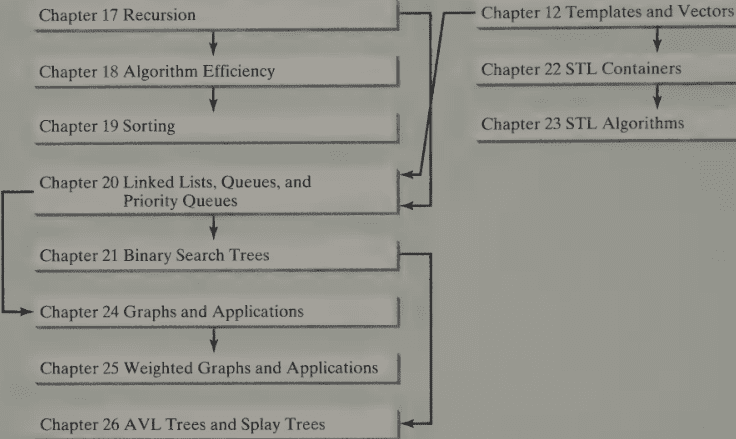 Chapter 17 Recursion
Chapter 18 Algorithm Efficiency
Chapter 19 Sorting
Chapter 20 Linked Lists, Queues, and
Priority Queues
Chapter 21 Binary Search Trees
Chapter 24 Graphs and Applications
Chapter 25 Weighted Graphs and Applications
Chapter 26 AVL Trees and Splay Trees
Chapter 12 Templates and Vectors
Chapter 22 STL Containers
Chapter 23 STL Algorithms